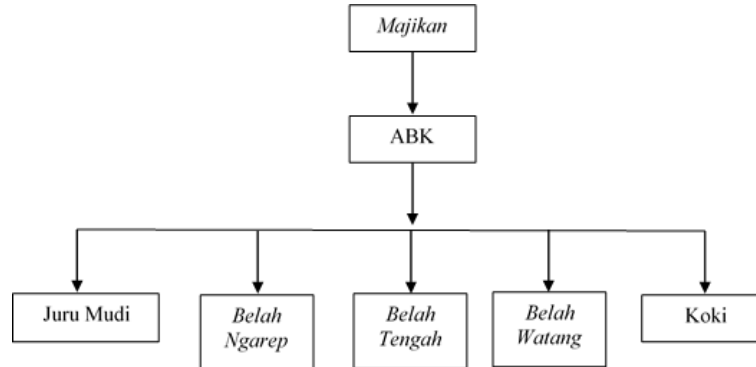 Majikan
ABK
Juru Mudi
Belah
Ngarep
Belah
Tengah
Belah
Watang
Koki